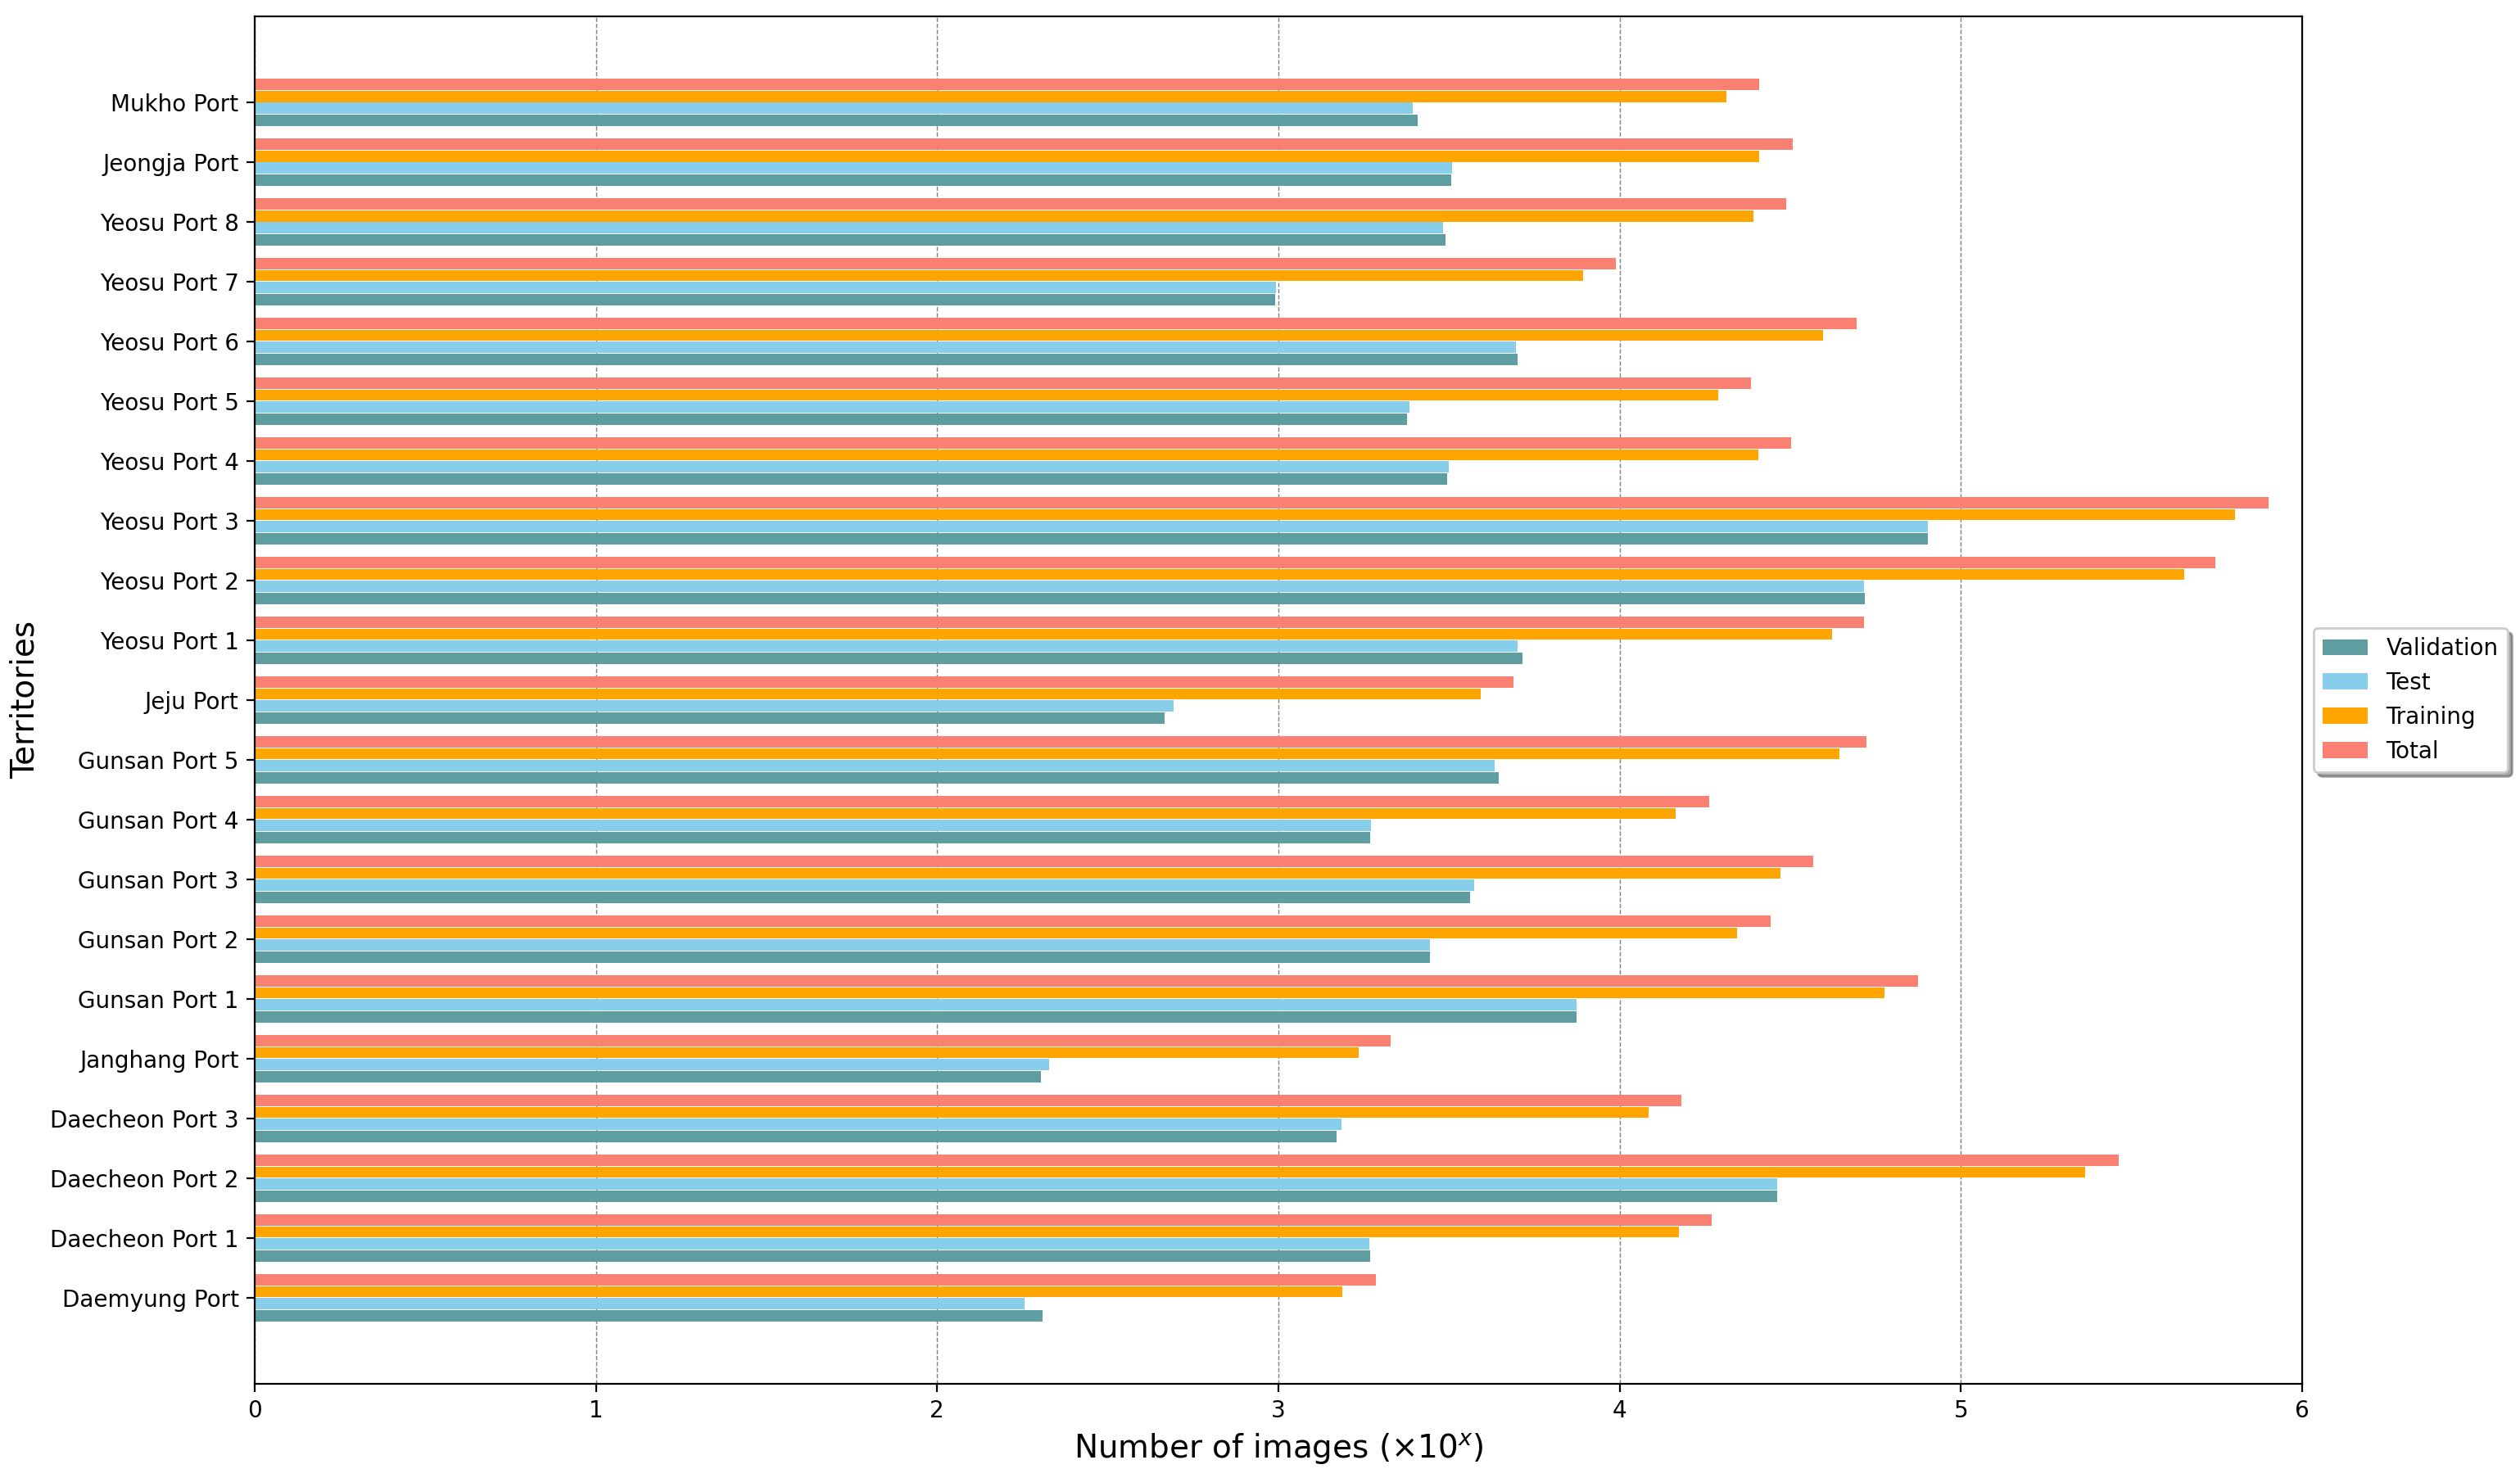 Territories
Mukho Port
Jeongja Port
Yeosu Port 8
Yeosu Port 7
Yeosu Port 6
Yeosu Port 5
Yeosu Port 4
Yeosu Port 3
Yeosu Port 2
Yeosu Port 1
Jeju Port
Gunsan Port 5
Gunsan Port 4
Gunsan Port 3
Gunsan Port 2
Gunsan Port 1
Janghang Port
Daecheon Port 3
Daecheon Port 2
Daecheon Port 1
Daemyung Port
0 1 2 3 4 5 6
Number of images (×10ˣ)
Validation
Test
Training
Total